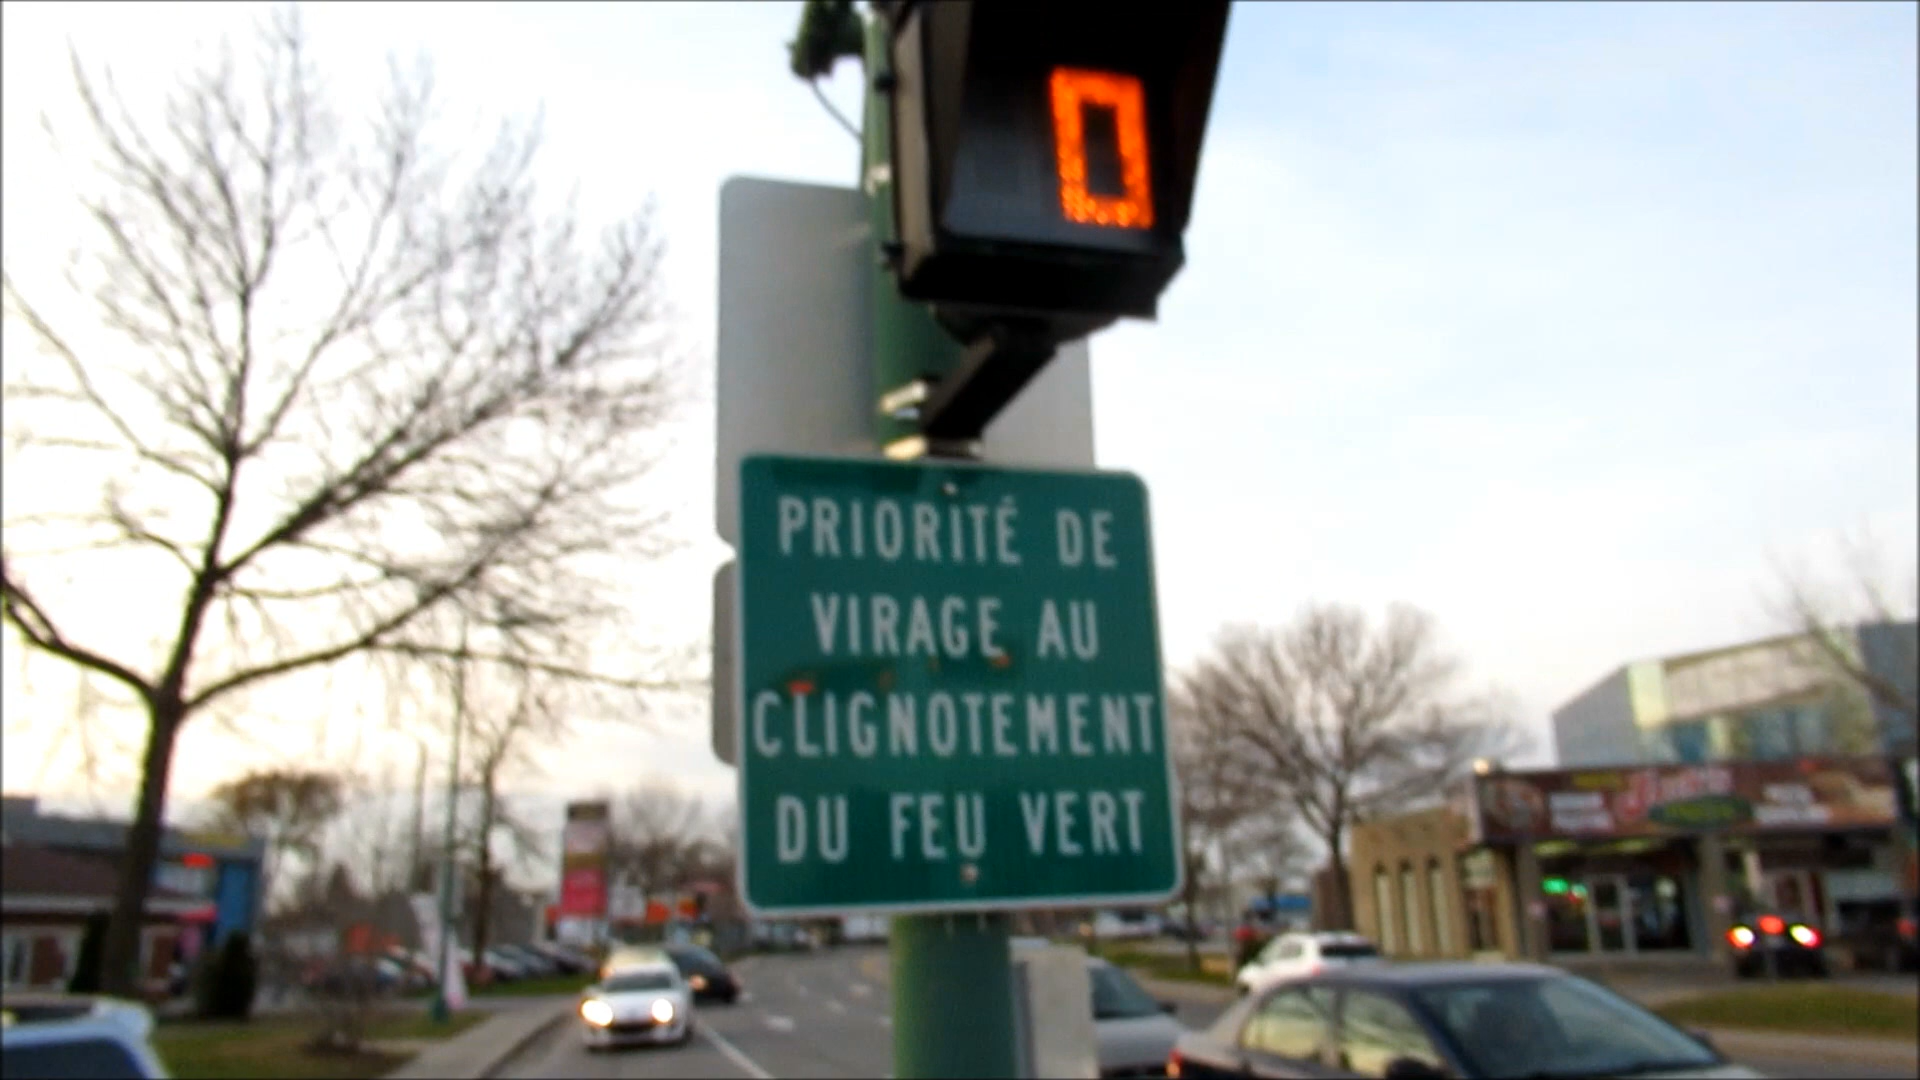 0
PRIORITÉ DE
VIRAGE AU
CLIGNOTEMENT
DU FEU VERT